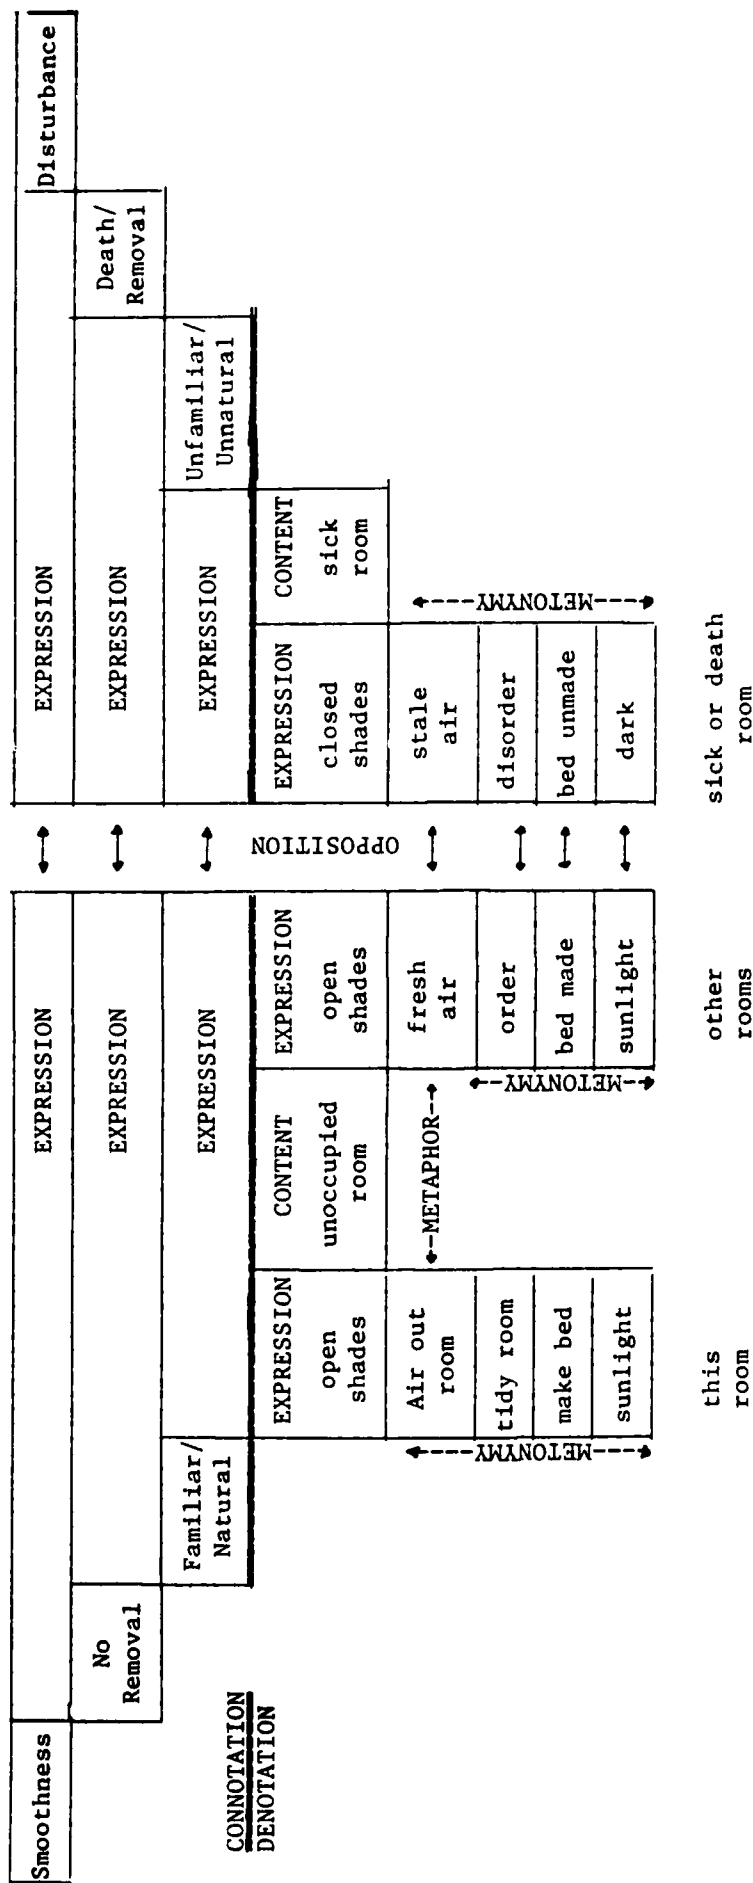 Smoothness
EXPRESSION
EXPRESSION
Disturbance
No
Removal
EXPRESSION
EXPRESSION
Death/
Removal
Familiar/
Natural
EXPRESSION
EXPRESSION
Unfamiliar/
Unnatural
CONNOTATION
DENOTATION
EXPRESSION
open
shades
CONTENT
unoccupied
room
EXPRESSION
open
shades
OPPOSITION
EXPRESSION
closed
shades
CONTENT
sick
room
Air out
room
METAPHOR
fresh
air
stale
air
METONYMY
tidy room
METONYMY
order
disorder
METONYMY
make bed
bed made
bed unmade
sunlight
sunlight
dark
this
room
other
rooms
sick or death
room